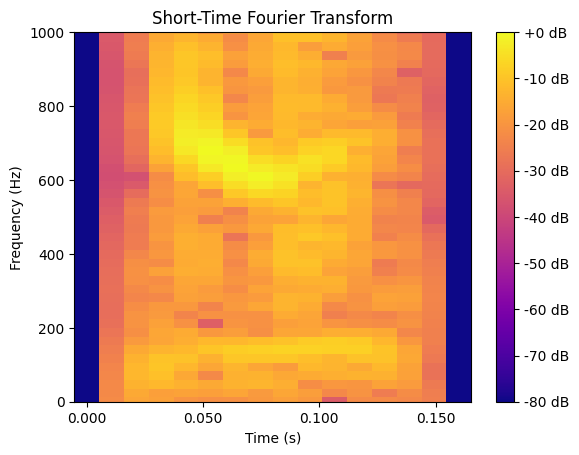 Short-Time Fourier Transform
1000
800
600
400
200
0
Frequency (Hz)
0.000
0.050
0.100
0.150
Time (s)
+0 dB
-10 dB
-20 dB
-30 dB
-40 dB
-50 dB
-60 dB
-70 dB
-80 dB